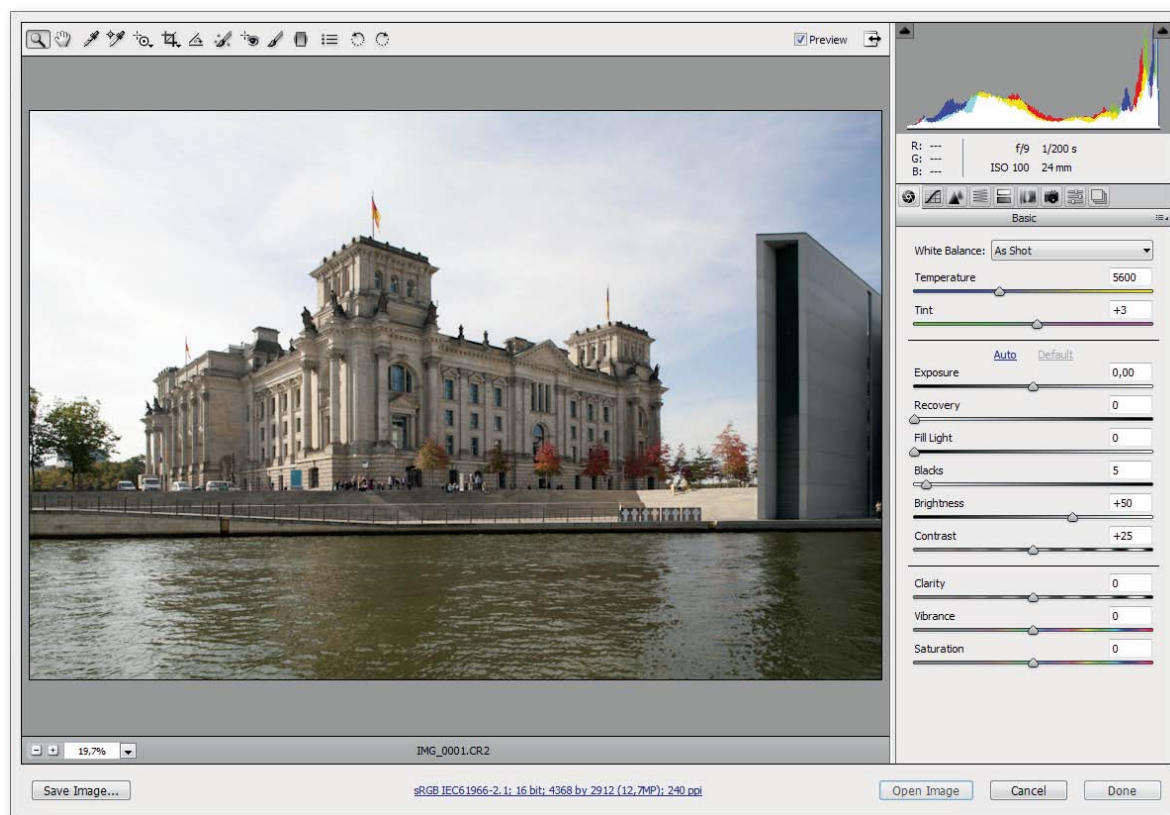 Preview
R: ---
G: ---
B: ---
f/9 1/200 s
ISO 100 24 mm
Basic
White Balance: As Shot
Temperature 5600
Tint +3
Auto Default
Exposure 0,00
Recovery 0
Fill Light 0
Blacks 5
Brightness +50
Contrast +25
Clarity 0
Vibrance 0
Saturation 0
19,7%
IMG_0001.CR2
Save Image...
sRGB IEC61966-2.1; 16 bit; 4368 by 2912 (12,7MP); 240 ppi
Open Image
Cancel
Done